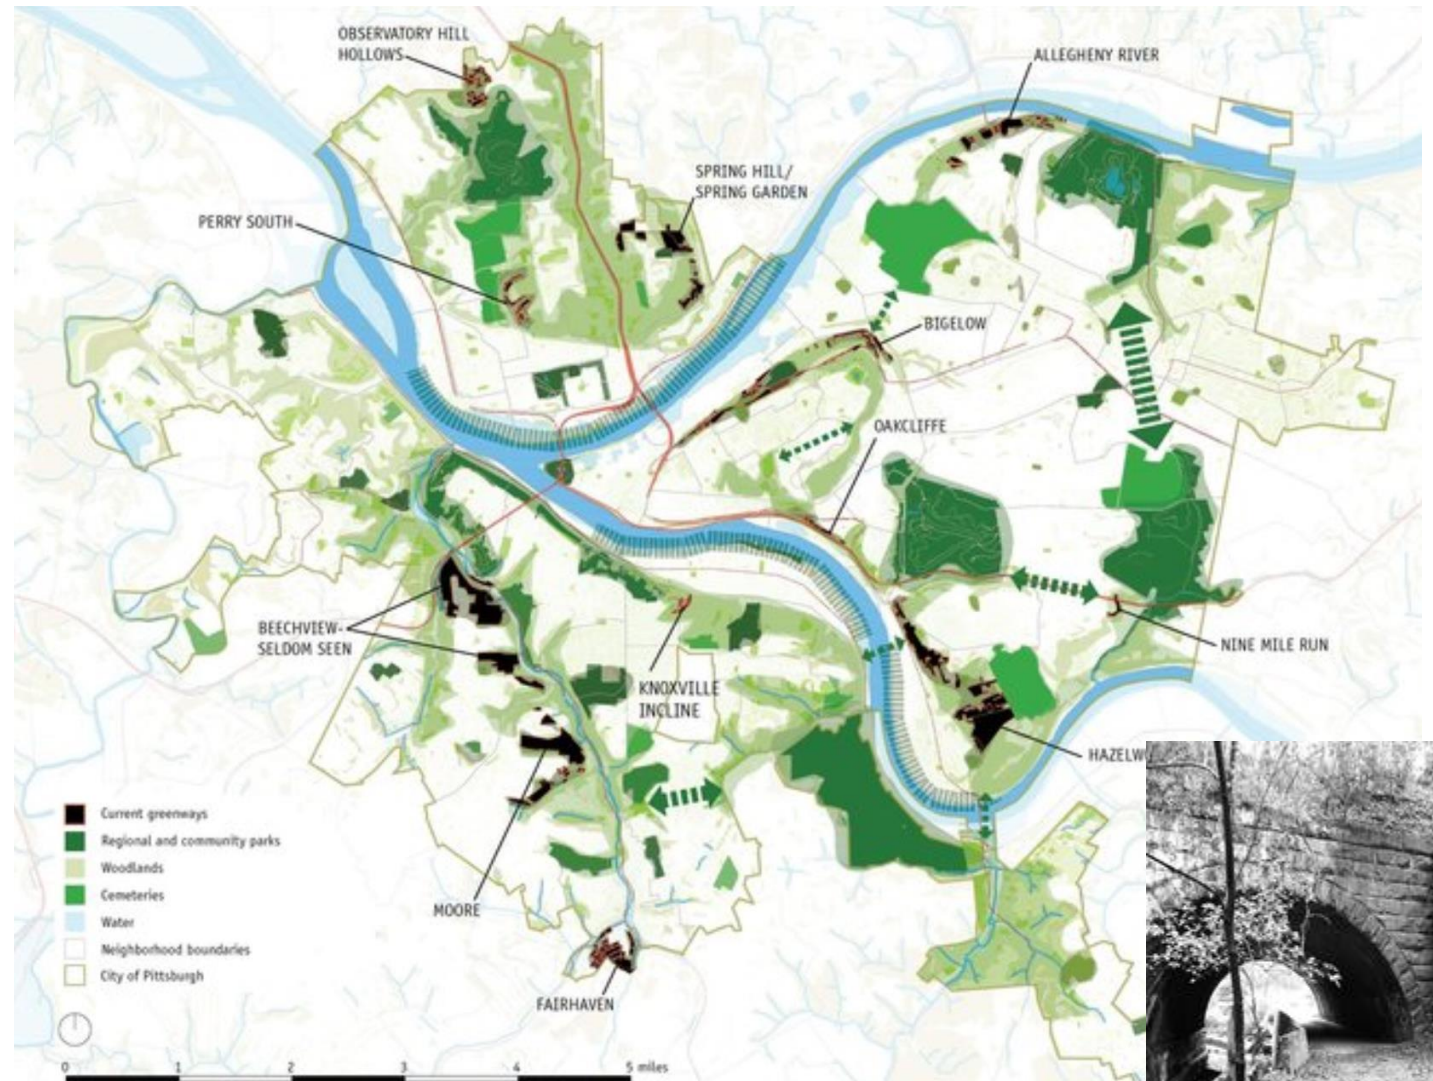 OBSERVATORY HILL
HOLLOWS
ALLEGHENY RIVER
SPRING HILL/
SPRING GARDEN
PERRY SOUTH
BIGELOW
OAKCLIFFE
BEECHVIEW-
SELDOM SEEN
NINE MILE RUN
KNOXVILLE
INCLINE
HAZELW
Current greenways
Regional and community parks
Woodlands
Cemeteries
Water
Neighborhood boundaries
City of Pittsburgh
MOORE
FAIRHAVEN
0 1 2 3 4 5 miles